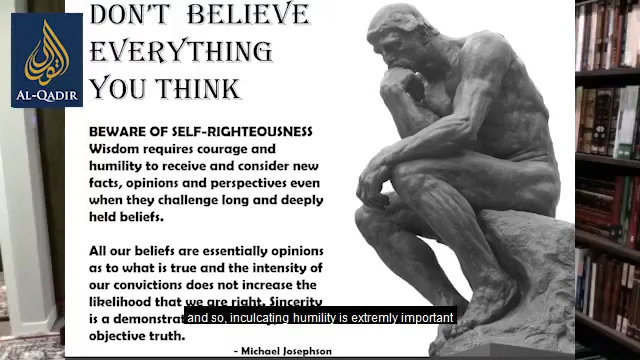 DON'T BELIEVE
EVERYTHING
YOU THINK
AL-QADIR
BEWARE OF SELF-RIGHTEOUSNESS
Wisdom requires courage and
humility to receive and consider new
facts, opinions and perspectives even
when they challenge long and deeply
held beliefs.
All our beliefs are essentially opinions
as to what is true and the intensity of
our convictions does not increase the
likelihood that we are right. Sincerity
is a
objective truth.
- Michael Josephson
and so, inculcating humility is extremly important